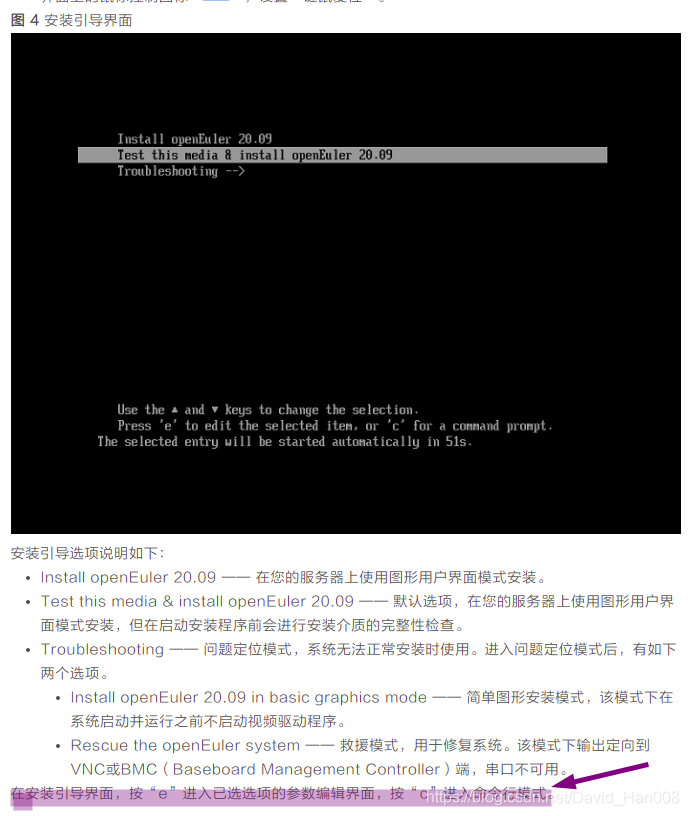 图 4 安装引导界面
Install openEuler 20.09
Test this media & install openEuler 20.09
Troubleshooting -->
Use the ▲ and ▼ keys to change the selection.
Press 'e' to edit the selected item, or 'c' for a command prompt.
The selected entry will be started automatically in 51s.
安装引导选项说明如下：
• Install openEuler 20.09 —— 在您的服务器上使用图形用户界面模式安装。
• Test this media & install openEuler 20.09 —— 默认选项，在您的服务器上使用图形用户界
面模式安装，但在启动安装程序前会进行安装介质的完整性检查。
• Troubleshooting —— 问题定位模式，系统无法正常安装时使用。进入问题定位模式后，有如下
两个选项。
• Install openEuler 20.09 in basic graphics mode —— 简单图形安装模式，该模式下在
系统启动并运行之前不启动视频驱动程序。
• Rescue the openEuler system —— 救援模式，用于修复系统。该模式下输出定向到
VNC或BMC（Baseboard Management Controller）端，串口不可用。
在安装引导界面，按“e”进入已选选项的参数编辑界面，按“c”进入命令行模式。
https://blog.csdn.net/David_Han008